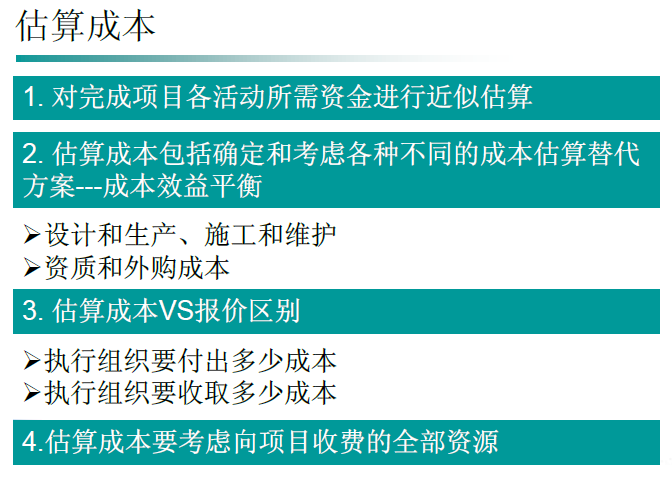 估算成本
1. 对完成项目各活动所需资金进行近似估算
2. 估算成本包括确定和考虑各种不同的成本估算替代
方案---成本效益平衡
➢设计和生产、施工和维护
➢资质和外购成本
3. 估算成本VS报价区别
➢执行组织要付出多少成本
➢执行组织要收取多少成本
4.估算成本要考虑向项目收费的全部资源